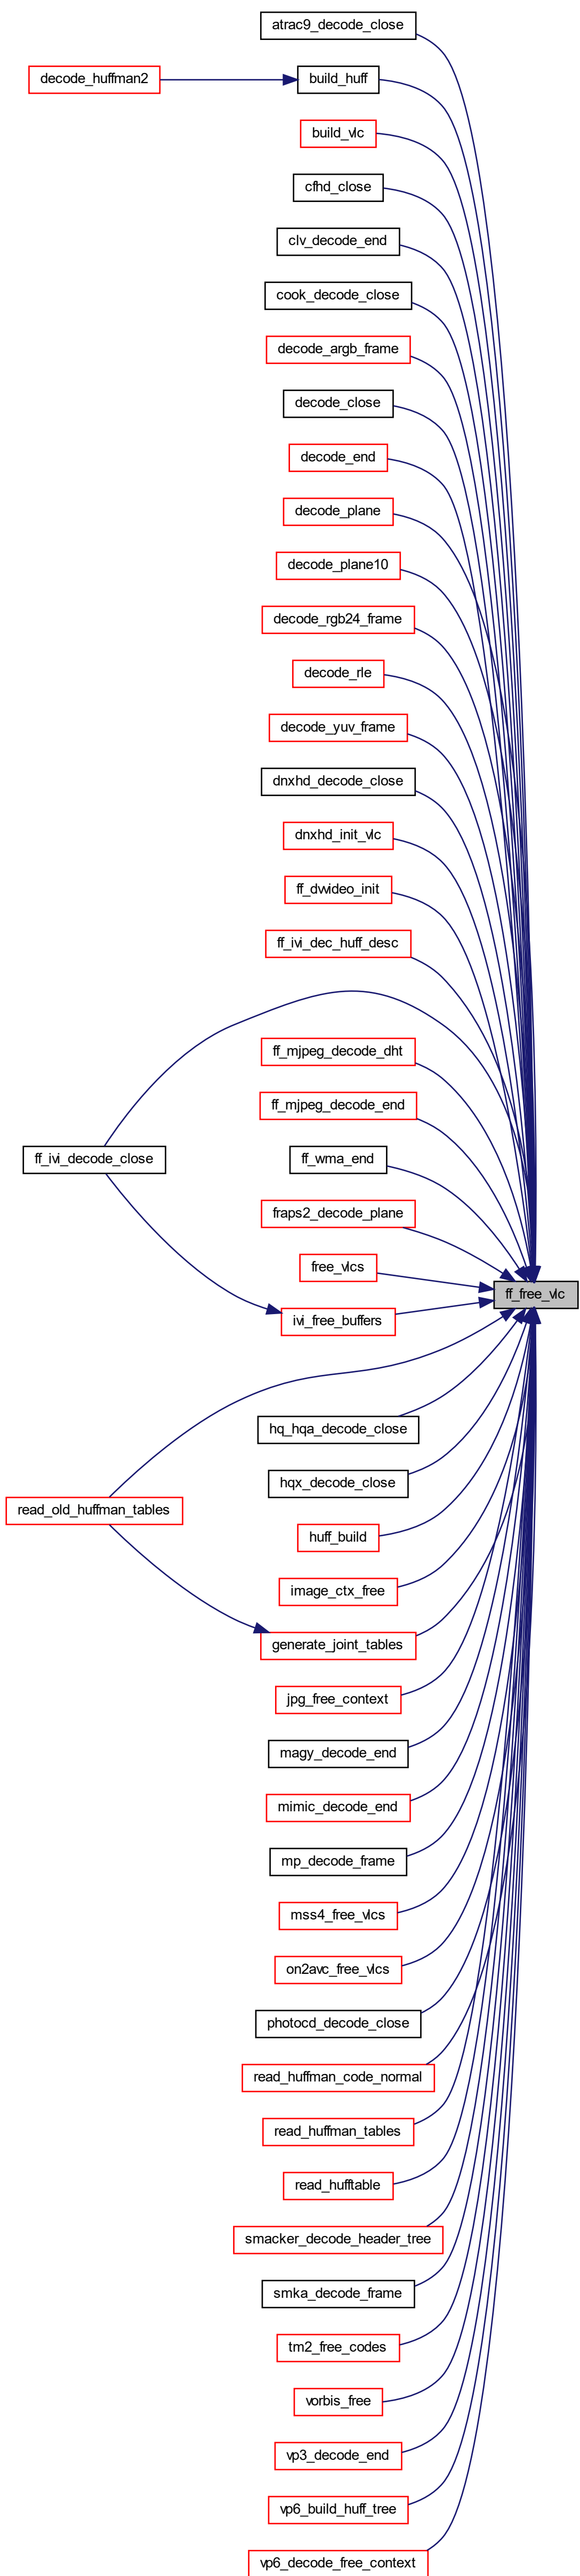 atrac9_decode_close
decode_huffman2
build_huff
build_vlc
cfhd_close
clv_decode_end
cook_decode_close
decode_argb_frame
decode_close
decode_end
decode_plane
decode_plane10
decode_rgb24_frame
decode_rle
decode_yuv_frame
dnxhd_decode_close
dnxhd_init_vlc
ff_dvvideo_init
ff_ivi_dec_huff_desc
ff_mjpeg_decode_dht
ff_mjpeg_decode_end
ff_ivi_decode_close
ff_wma_end
fraps2_decode_plane
free_vlcs
ff_free_vlc
ivi_free_buffers
hq_hqa_decode_close
hqx_decode_close
read_old_huffman_tables
huff_build
image_ctx_free
generate_joint_tables
jpg_free_context
magy_decode_end
mimic_decode_end
mp_decode_frame
mss4_free_vlcs
on2avc_free_vlcs
photocd_decode_close
read_huffman_code_normal
read_huffman_tables
read_hufftable
smacker_decode_header_tree
smka_decode_frame
tm2_free_codes
vorbis_free
vp3_decode_end
vp6_build_huff_tree
vp6_decode_free_context